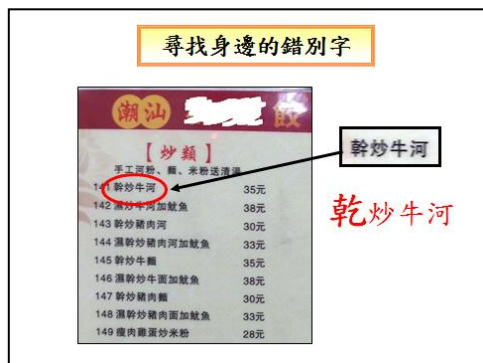 尋找身邊的錯別字
潮汕 餃
【炒類】
手工河粉、麵、米粉送清湯
141 幹炒牛河 35元
142 濕炒牛河加魷魚 38元
143 幹炒豬肉河 30元
144 濕幹炒豬肉河加魷魚 33元
145 幹炒牛麵 35元
146 濕幹炒牛面加魷魚 38元
147 幹炒豬肉麵 30元
148 濕幹炒豬肉面加魷魚 33元
149 瘦肉雞蛋炒米粉 28元
幹炒牛河
乾炒牛河